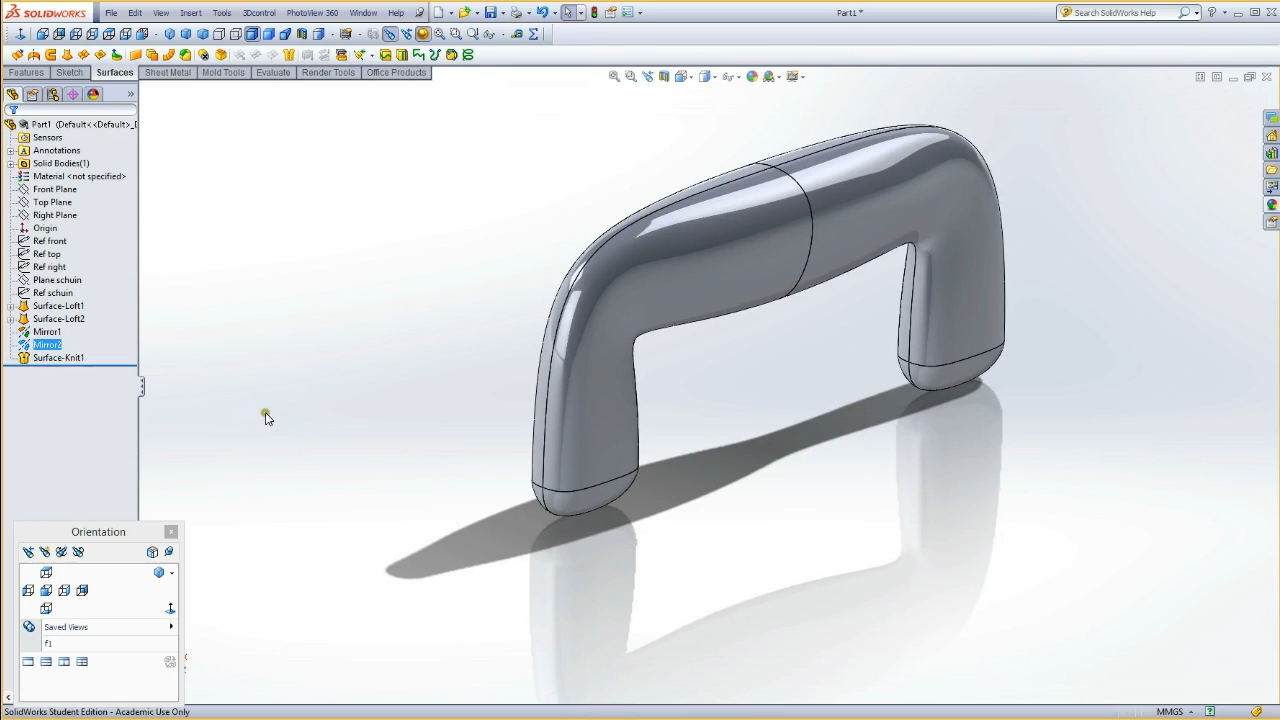 SOLIDWORKS File Edit View Insert Tools 3Dcontrol PhotoView 360 Window Help Part1 * Search SolidWorks Help
Features Sketch Surfaces Sheet Metal Mold Tools Evaluate Render Tools Office Products
Part1 (Default< <Default>_D
Sensors
Annotations
Solid Bodies(1)
Material <not specified>
Front Plane
Top Plane
Right Plane
Origin
Ref front
Ref top
Ref right
Plane schuin
Ref schuin
Surface-Loft1
Surface-Loft2
Mirror1
Mirror2
Surface-Knit1
Orientation
Saved Views
f1
SolidWorks Student Edition - Academic Use Only MMGS